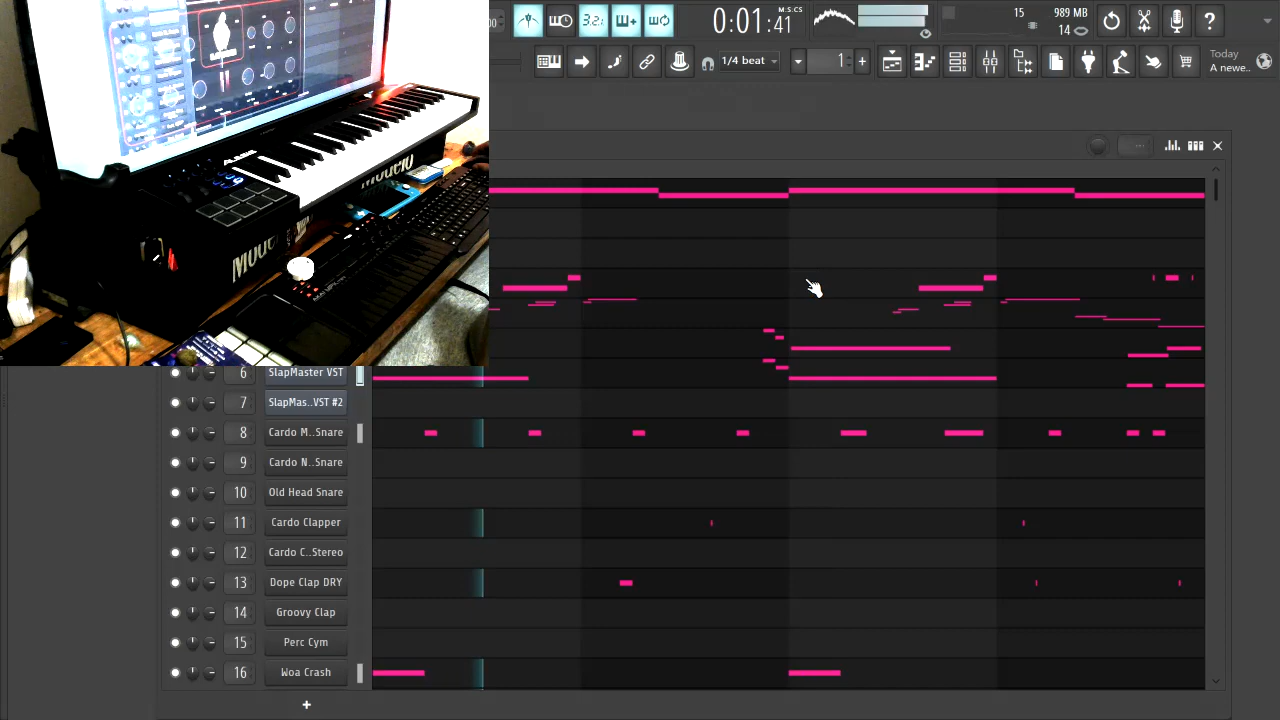 0:01:41
M:S:CS
15
989 MB
14
1/4 beat
1
Today
A newe..
6 SlapMaster VST
7 SlapMas..VST #2
8 Cardo M..Snare
9 Cardo N..Snare
10 Old Head Snare
11 Cardo Clapper
12 Cardo C..Stereo
13 Dope Clap DRY
14 Groovy Clap
15 Perc Cym
16 Woa Crash